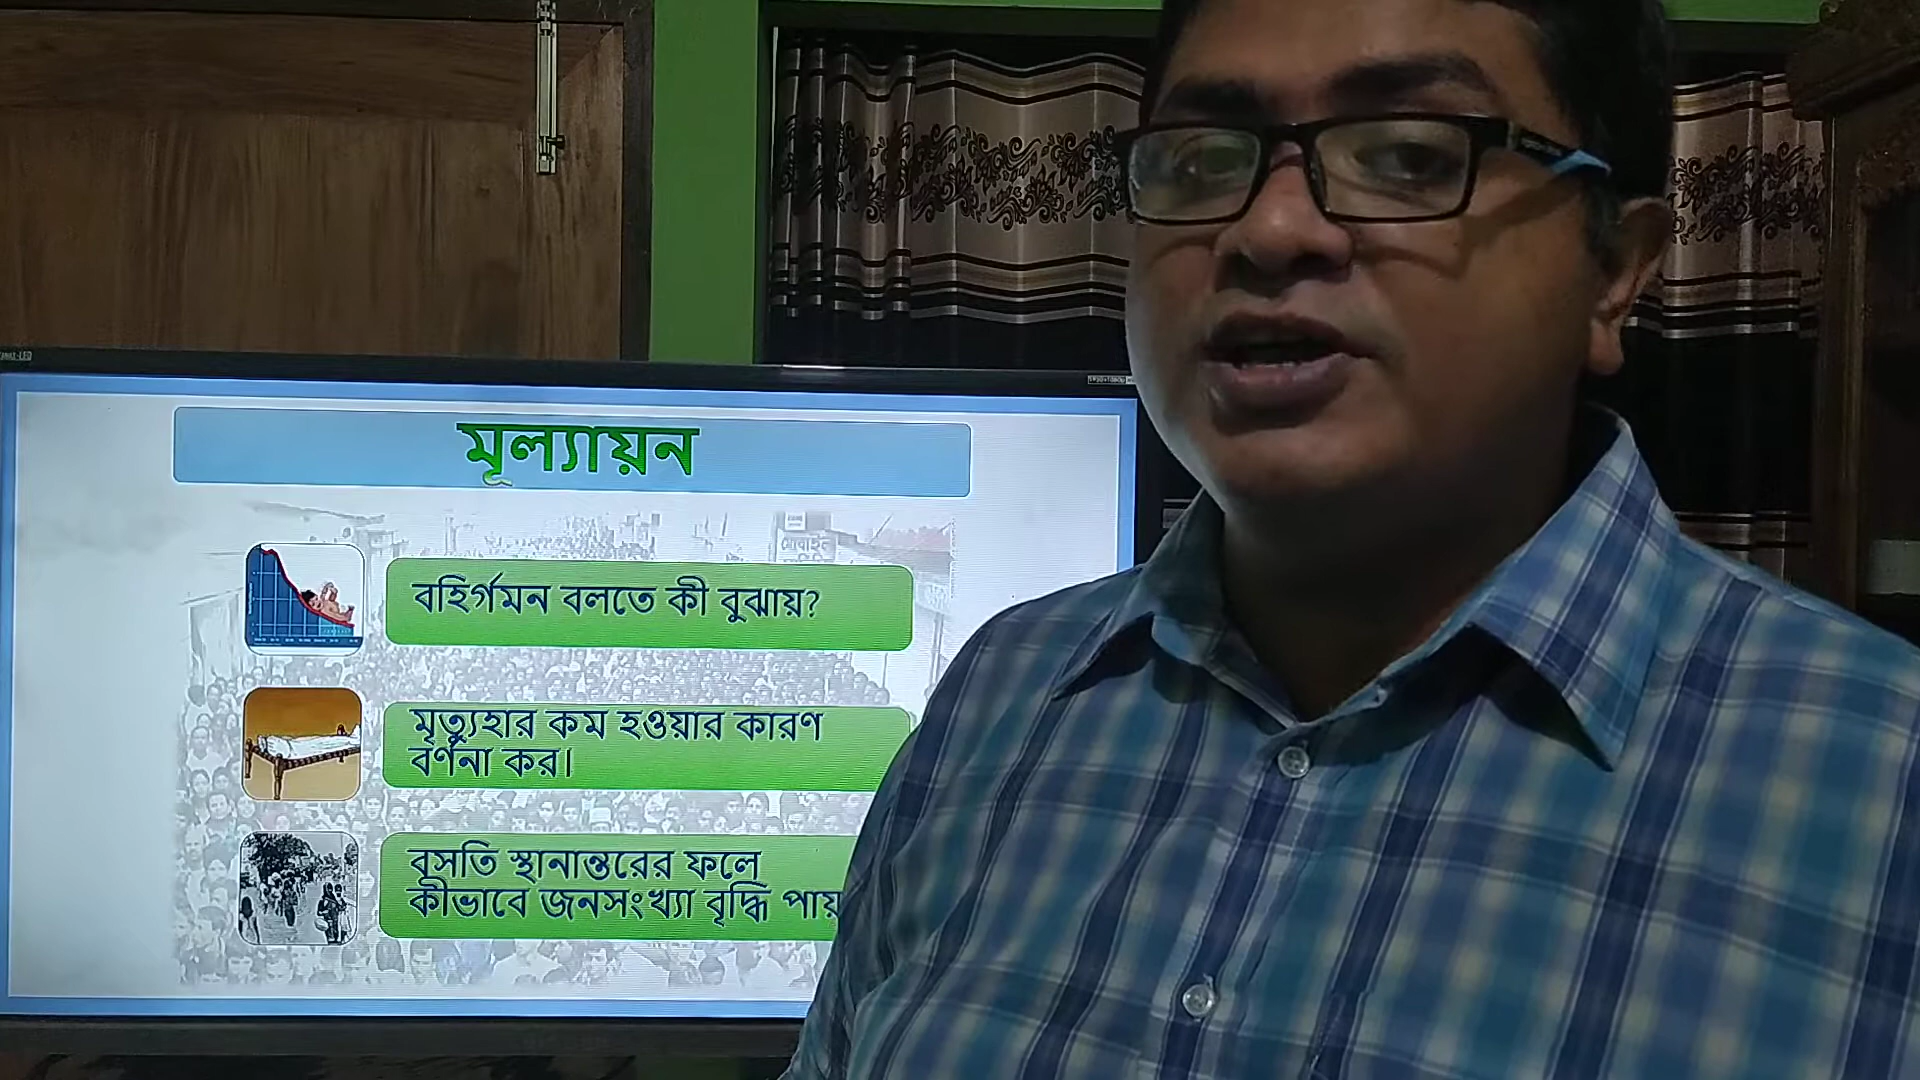 মূল্যায়ন
বহির্গমন বলতে কী বুঝায়?
মৃত্যুহার কম হওয়ার কারণ
বর্ণনা কর।
বসতি স্থানান্তরের ফলে
কীভাবে জনসংখ্যা বৃদ্ধি পায়